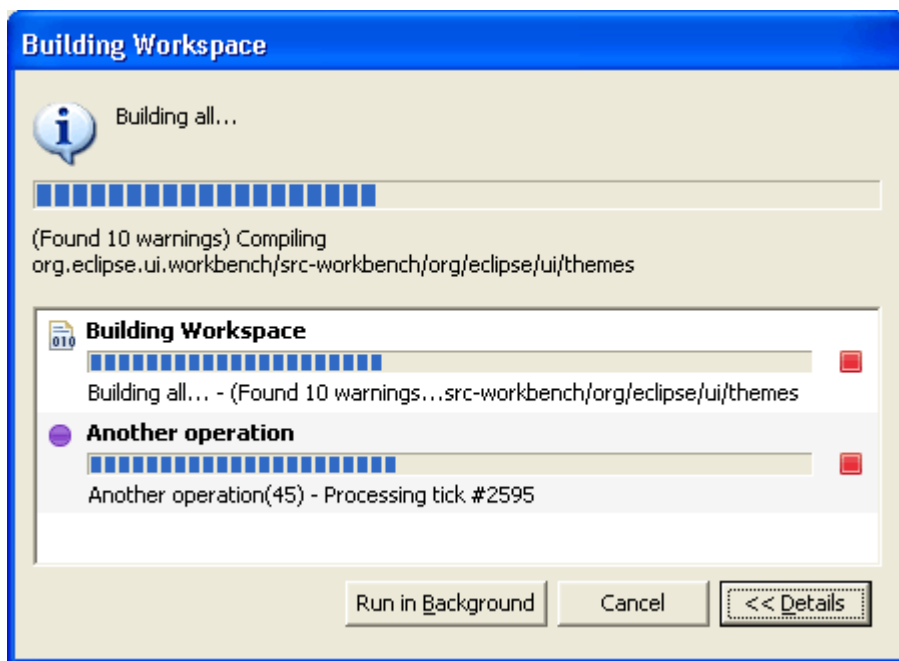 Building Workspace
Building all...
(Found 10 warnings) Compiling
org.eclipse.ui.workbench/src-workbench/org/eclipse/ui/themes
010
Building Workspace
Building all... - (Found 10 warnings...src-workbench/org/eclipse/ui/themes
Another operation
Another operation(45) - Processing tick #2595
Run in Background
Cancel
<< Details